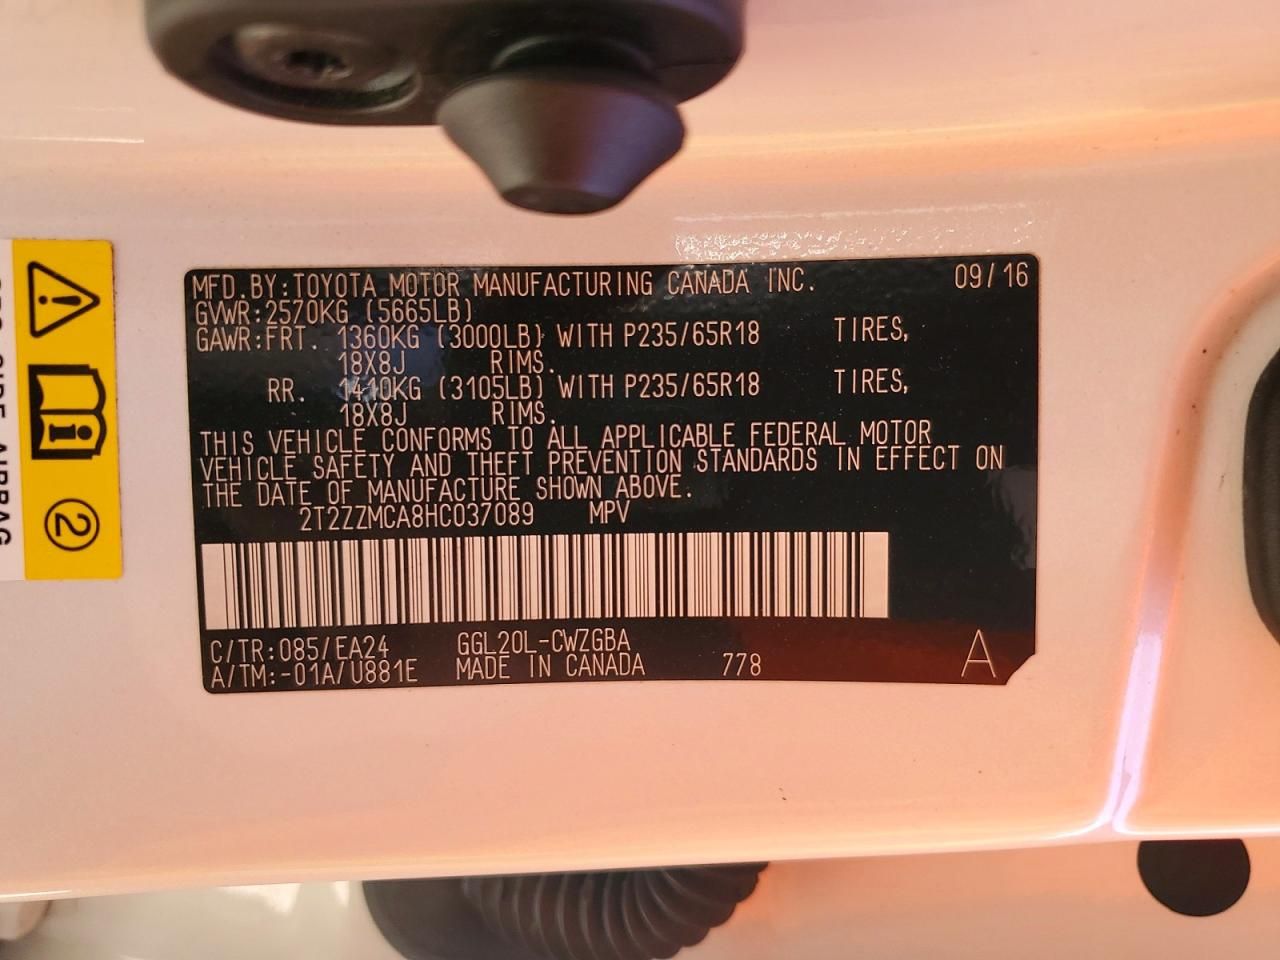 MFD.BY:TOYOTA MOTOR MANUFACTURING CANADA INC. 09/16
GVWR:2570KG (5665LB)
GAWR:FRT. 1360KG (3000LB) WITH P235/65R18 TIRES,
18X8J RIMS.
RR. 1410KG (3105LB) WITH P235/65R18 TIRES,
18X8J RIMS.
THIS VEHICLE CONFORMS TO ALL APPLICABLE FEDERAL MOTOR
VEHICLE SAFETY AND THEFT PREVENTION STANDARDS IN EFFECT ON
THE DATE OF MANUFACTURE SHOWN ABOVE.
2T2ZZMCA8HC037089 MPV
C/TR:085/EA24 GGL20L-CWZGBA
A/TM:-01A/U881E MADE IN CANADA 778 A
2
SIDE AIRBAG